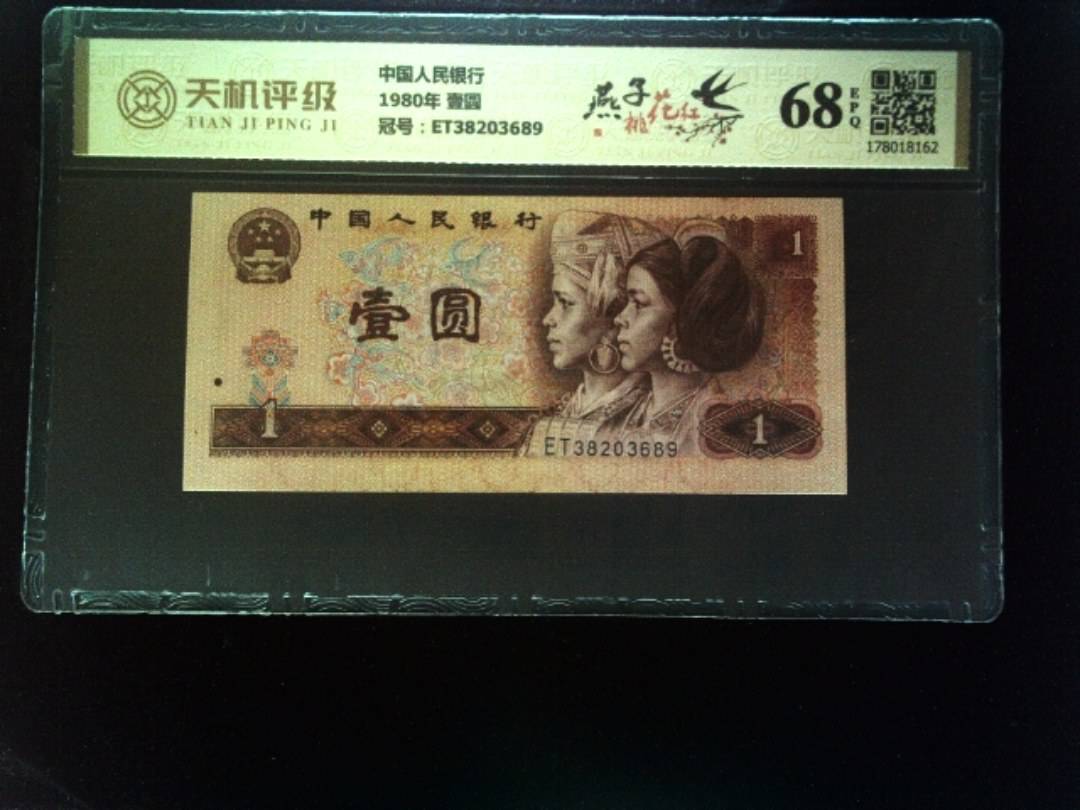 天机评级
TIAN JI PING JI
中国人民银行
1980年 壹圆
冠号：ET38203689
燕子
桃花红
68
EPQ
178018162
中国人民银行
壹圆
1
1
1
ET38203689